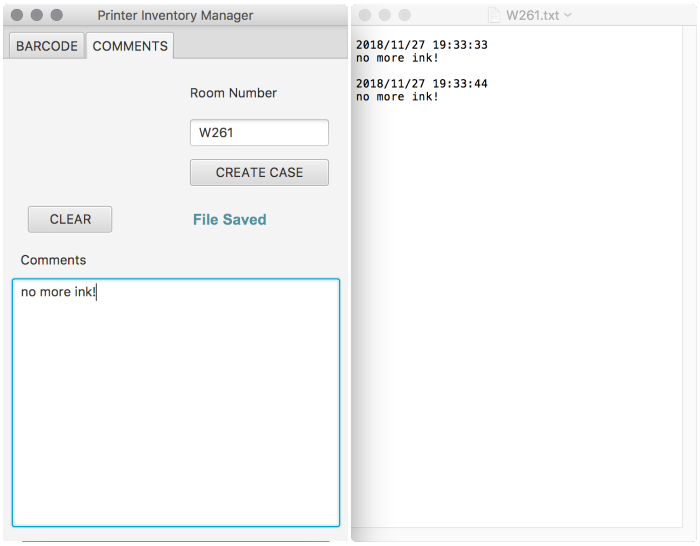 Printer Inventory Manager
BARCODE COMMENTS
Room Number
W261
CREATE CASE
CLEAR File Saved
Comments
no more ink!
W261.txt
2018/11/27 19:33:33
no more ink!
2018/11/27 19:33:44
no more ink!